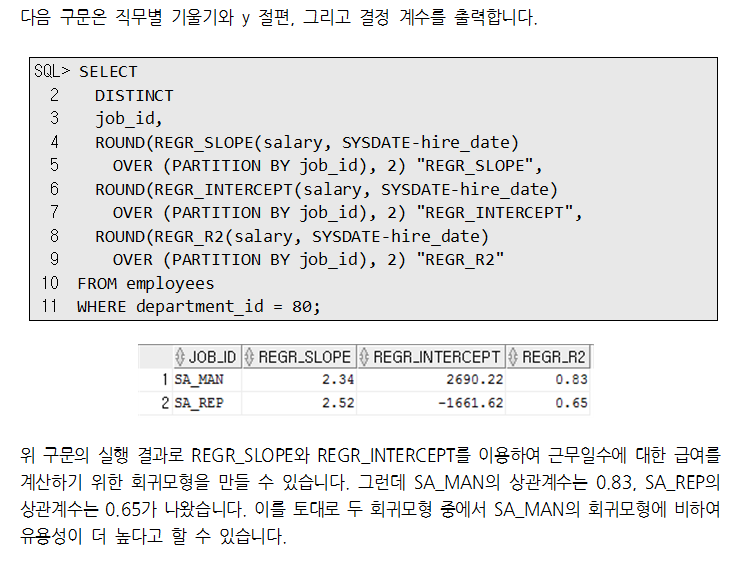 다음 구문은 직무별 기울기와 y 절편, 그리고 결정 계수를 출력합니다.
SQL> SELECT
2 DISTINCT
3 job_id,
4 ROUND(REGR_SLOPE(salary, SYSDATE-hire_date)
5 OVER (PARTITION BY job_id), 2) "REGR_SLOPE",
6 ROUND(REGR_INTERCEPT(salary, SYSDATE-hire_date)
7 OVER (PARTITION BY job_id), 2) "REGR_INTERCEPT",
8 ROUND(REGR_R2(salary, SYSDATE-hire_date)
9 OVER (PARTITION BY job_id), 2) "REGR_R2"
10 FROM employees
11 WHERE department_id = 80;
JOB_ID REGR_SLOPE REGR_INTERCEPT REGR_R2
1 SA_MAN 2.34 2690.22 0.83
2 SA_REP 2.52 -1661.62 0.65
위 구문의 실행 결과로 REGR_SLOPE와 REGR_INTERCEPT를 이용하여 근무일수에 대한 급여를
계산하기 위한 회귀모형을 만들 수 있습니다. 그런데 SA_MAN의 상관계수는 0.83, SA_REP의
상관계수는 0.65가 나왔습니다. 이를 토대로 두 회귀모형 중에서 SA_MAN의 회귀모형에 비하여
유용성이 더 높다고 할 수 있습니다.